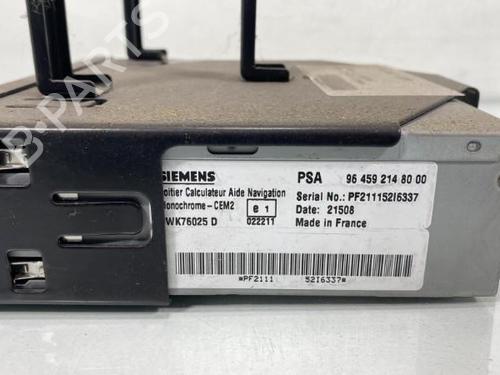 SIEMENS
PSA 96 459 214 80 00
oitier Calculateur Aide Navigation
Serial No.: PF21115216337
onochrome-CEM2
e 1
Date: 21508
WK76025 D
022211
Made in France
*PF2111 5216337*
B-PARTS